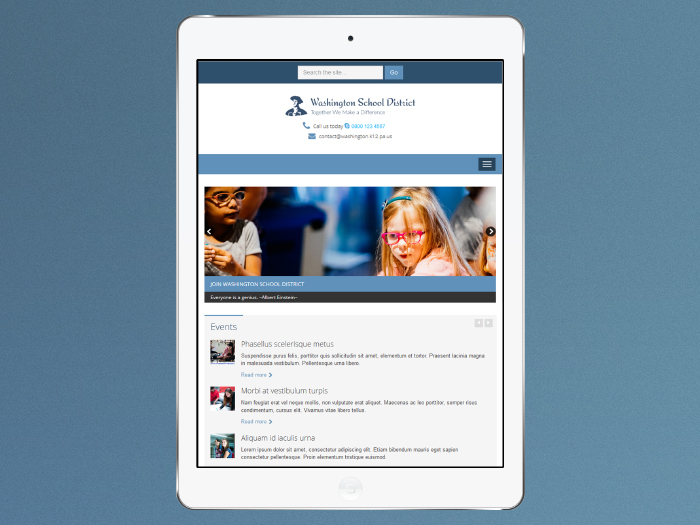 Search the site...
Go
Washington School District
Together We Make a Difference
Call us today 0800 123 4567
contact@washington.k12.pa.us
JOIN WASHINGTON SCHOOL DISTRICT
Everyone is a genius. ~Albert Einstein~
Events
Phasellus scelerisque metus
Suspendisse purus felis, porttitor quis sollicitudin sit amet, elementum et tortor. Praesent lacinia magna
in malesuada vestibulum. Pellentesque urna libero.
Read more
Morbi at vestibulum turpis
Nam feugiat erat vel neque mollis, non vulputate erat aliquet. Maecenas ac leo porttitor, semper risus
condimentum, cursus elit. Vivamus vitae libero tellus.
Read more
Aliquam id iaculis urna
Lorem ipsum dolor sit amet, consectetur adipiscing elit. Etiam bibendum mauris eget sapien
consectetur pellentesque. Proin elementum tristique euismod.